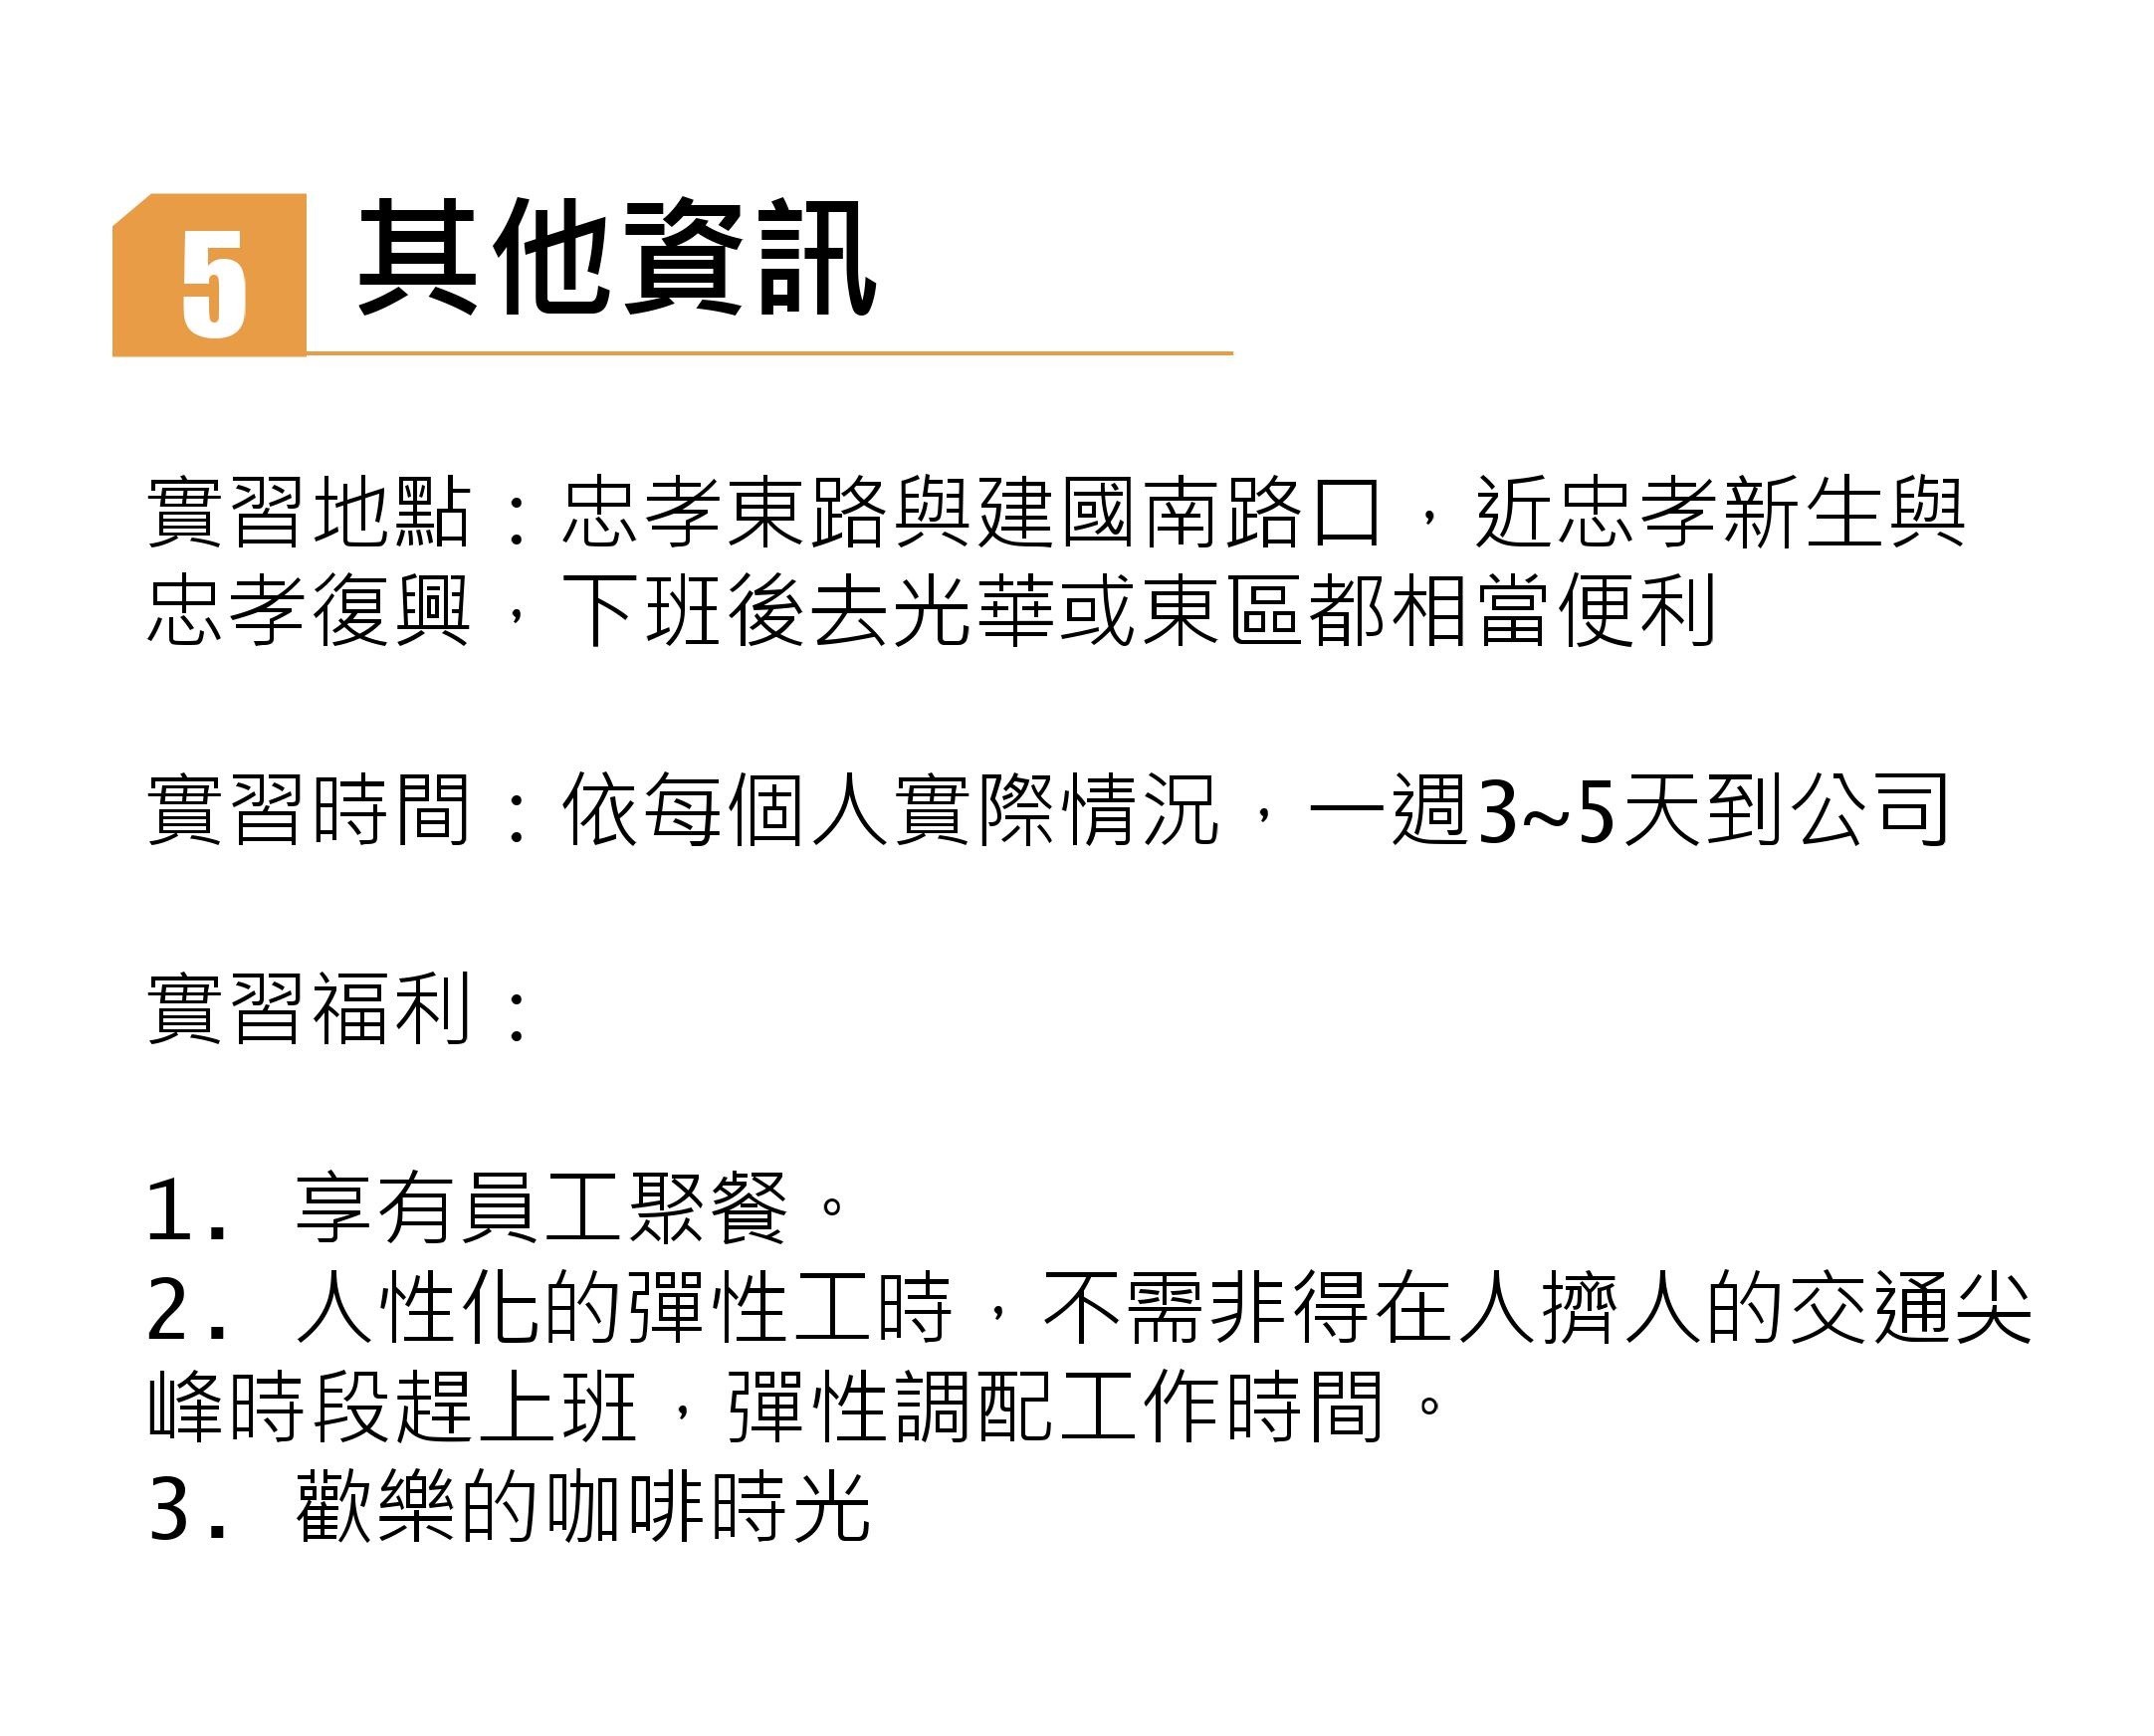 5 其他資訊
實習地點：忠孝東路與建國南路口，近忠孝新生與
忠孝復興，下班後去光華或東區都相當便利
實習時間：依每個人實際情況，一週3~5天到公司
實習福利：
1. 享有員工聚餐。
2. 人性化的彈性工時，不需非得在人擠人的交通尖
峰時段趕上班，彈性調配工作時間。
3. 歡樂的咖啡時光